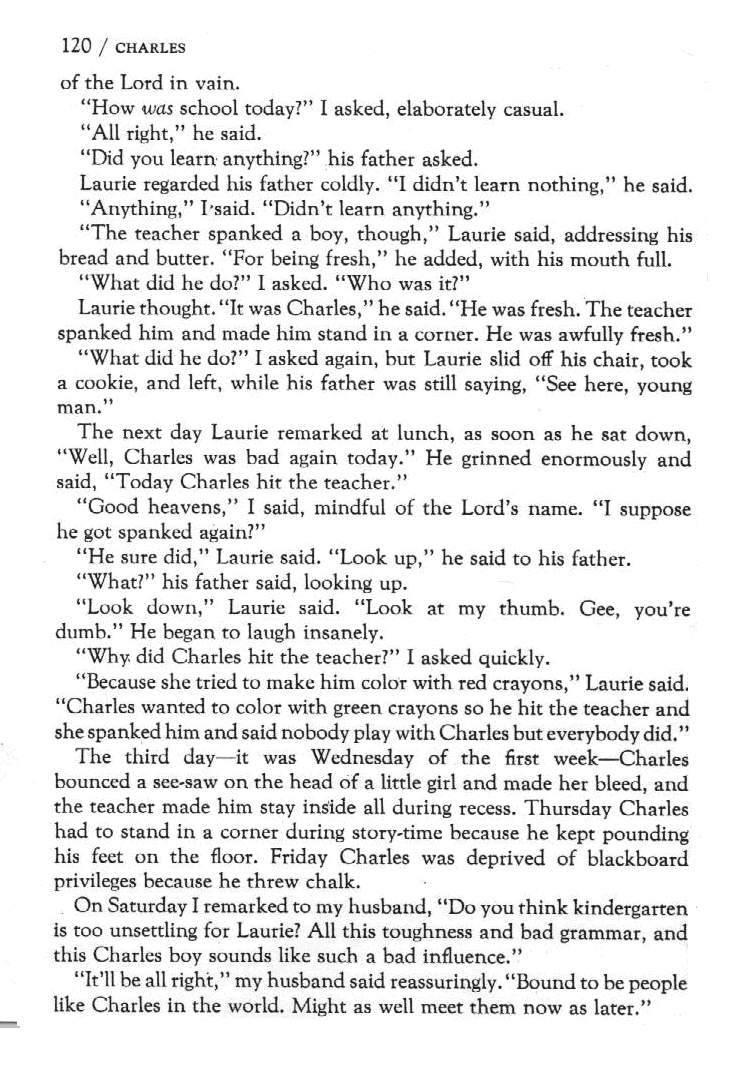 120 / CHARLES
of the Lord in vain.
“How was school today?” I asked, elaborately casual.
“All right,” he said.
“Did you learn anything?” his father asked.
Laurie regarded his father coldly. “I didn’t learn nothing,” he said.
“Anything,” I said. “Didn’t learn anything.”
“The teacher spanked a boy, though,” Laurie said, addressing his
bread and butter. “For being fresh,” he added, with his mouth full.
“What did he do?” I asked. “Who was it?”
Laurie thought. “It was Charles,” he said. “He was fresh. The teacher
spanked him and made him stand in a corner. He was awfully fresh.”
“What did he do?” I asked again, but Laurie slid off his chair, took
a cookie, and left, while his father was still saying, “See here, young
man.”
The next day Laurie remarked at lunch, as soon as he sat down,
“Well, Charles was bad again today.” He grinned enormously and
said, “Today Charles hit the teacher.”
“Good heavens,” I said, mindful of the Lord’s name. “I suppose
he got spanked again?”
“He sure did,” Laurie said. “Look up,” he said to his father.
“What?” his father said, looking up.
“Look down,” Laurie said. “Look at my thumb. Gee, you’re
dumb.” He began to laugh insanely.
“Why did Charles hit the teacher?” I asked quickly.
“Because she tried to make him color with red crayons,” Laurie said.
“Charles wanted to color with green crayons so he hit the teacher and
she spanked him and said nobody play with Charles but everybody did.”
The third day—it was Wednesday of the first week—Charles
bounced a see-saw on the head of a little girl and made her bleed, and
the teacher made him stay inside all during recess. Thursday Charles
had to stand in a corner during story-time because he kept pounding
his feet on the floor. Friday Charles was deprived of blackboard
privileges because he threw chalk.
On Saturday I remarked to my husband, “Do you think kindergarten
is too unsettling for Laurie? All this toughness and bad grammar, and
this Charles boy sounds like such a bad influence.”
“It’ll be all right,” my husband said reassuringly. “Bound to be people
like Charles in the world. Might as well meet them now as later.”